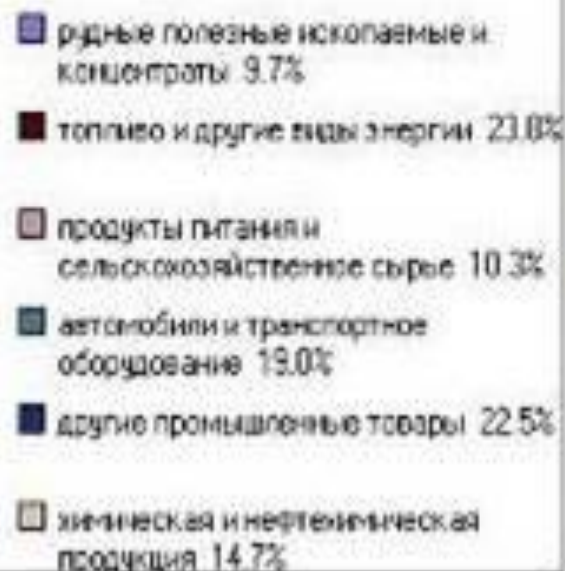 рудные полезные ископаемые и
концентраты 9.7%
топливо и другие виды энергии 23.8%
продукты питания и
сельскохозяйственное сырье 10.3%
автомобили и транспортное
оборудование 19.0%
другие промышленные товары 22.5%
химическая и нефтехимическая
продукция 14.7%